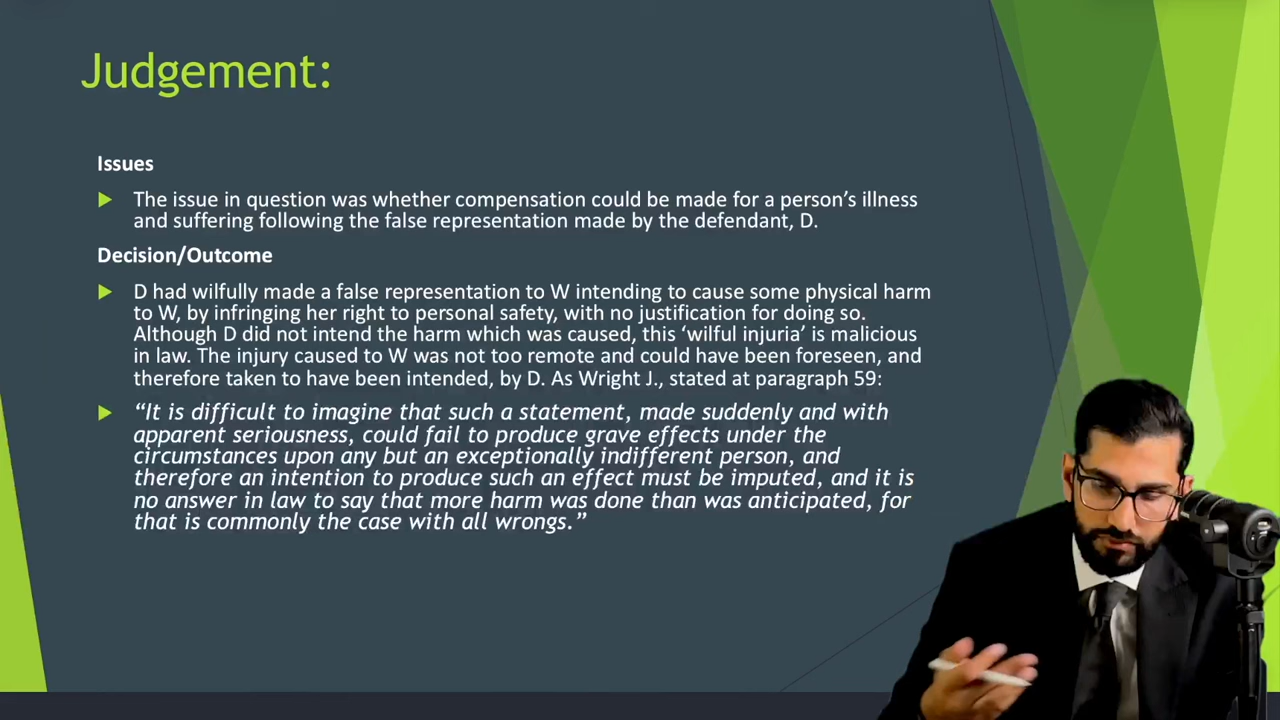 Judgement:
Issues
The issue in question was whether compensation could be made for a person’s illness
and suffering following the false representation made by the defendant, D.
Decision/Outcome
D had wilfully made a false representation to W intending to cause some physical harm
to W, by infringing her right to personal safety, with no justification for doing so.
Although D did not intend the harm which was caused, this ‘wilful injuria’ is malicious
in law. The injury caused to W was not too remote and could have been foreseen, and
therefore taken to have been intended, by D. As Wright J., stated at paragraph 59:
“It is difficult to imagine that such a statement, made suddenly and with
apparent seriousness, could fail to produce grave effects under the
circumstances upon any but an exceptionally indifferent person, and
therefore an intention to produce such an effect must be imputed, and it is
no answer in law to say that more harm was done than was anticipated, for
that is commonly the case with all wrongs.”